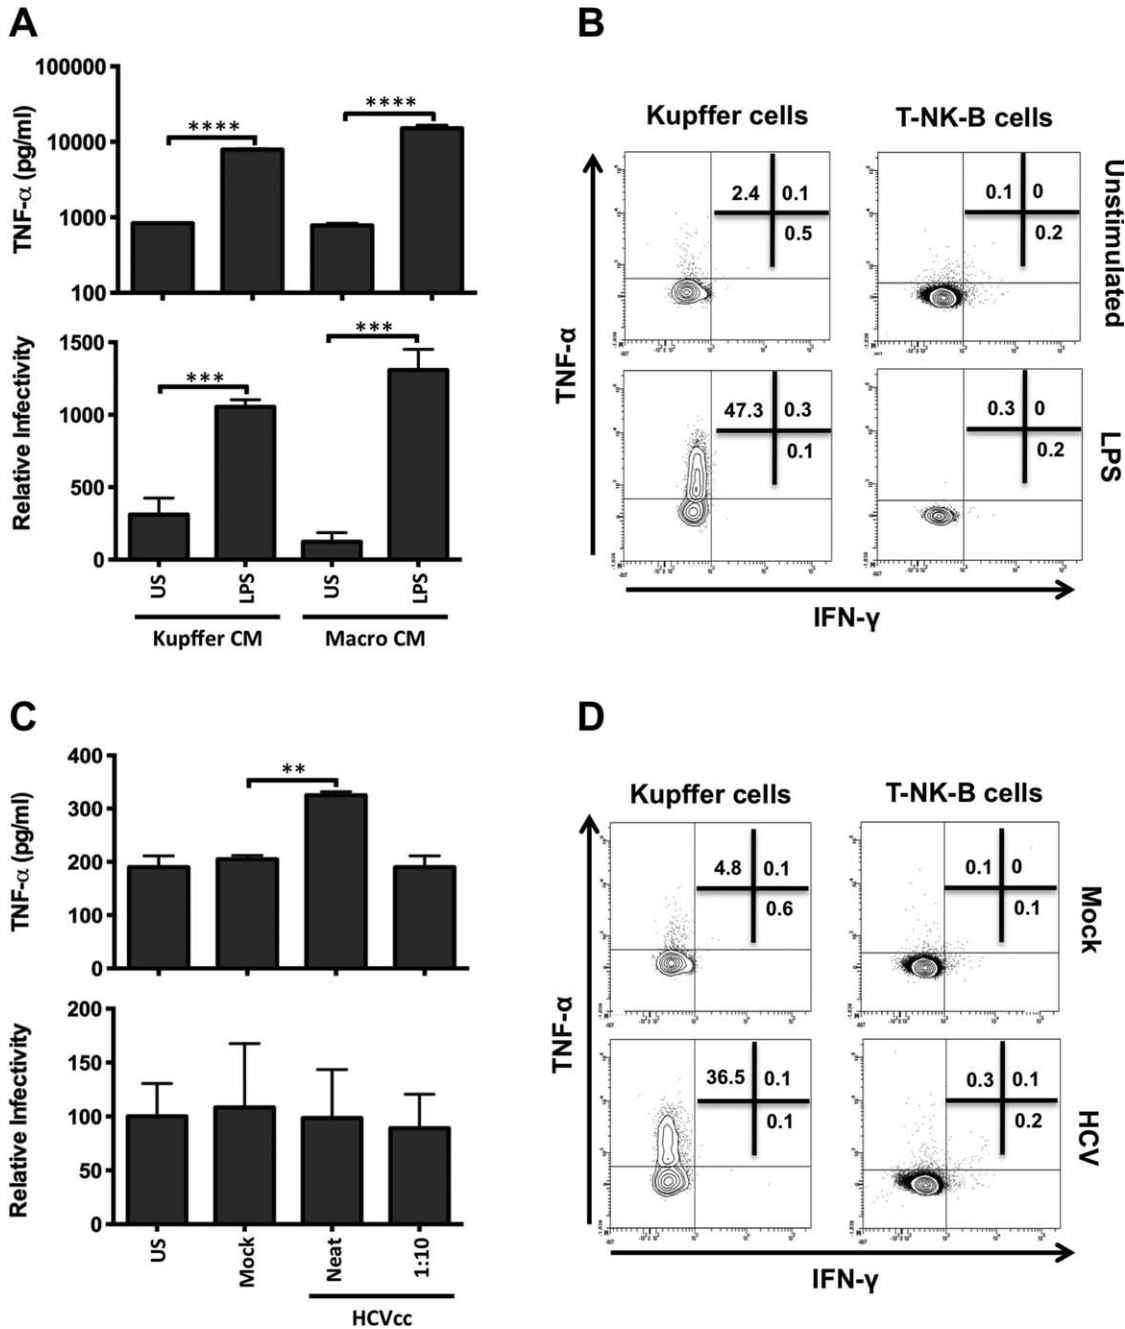 A
TNF-α (pg/ml)
100000
10000
1000
100
****
****
Relative Infectivity
1500
1000
500
0
***
***
US
LPS
US
LPS
Kupffer CM
Macro CM
B
Kupffer cells
T-NK-B cells
TNF-α
2.4 0.1
0.5
0.1 0
0.2
Unstimulated
47.3 0.3
0.1
0.3 0
0.2
LPS
IFN-γ
C
TNF-α (pg/ml)
400
300
200
100
0
**
Relative Infectivity
200
150
100
50
0
US
Mock
Neat
1:10
HCVcc
D
Kupffer cells
T-NK-B cells
TNF-α
4.8 0.1
0.6
0.1 0
0.1
Mock
36.5 0.1
0.1
0.3 0.1
0.2
HCV
IFN-γ